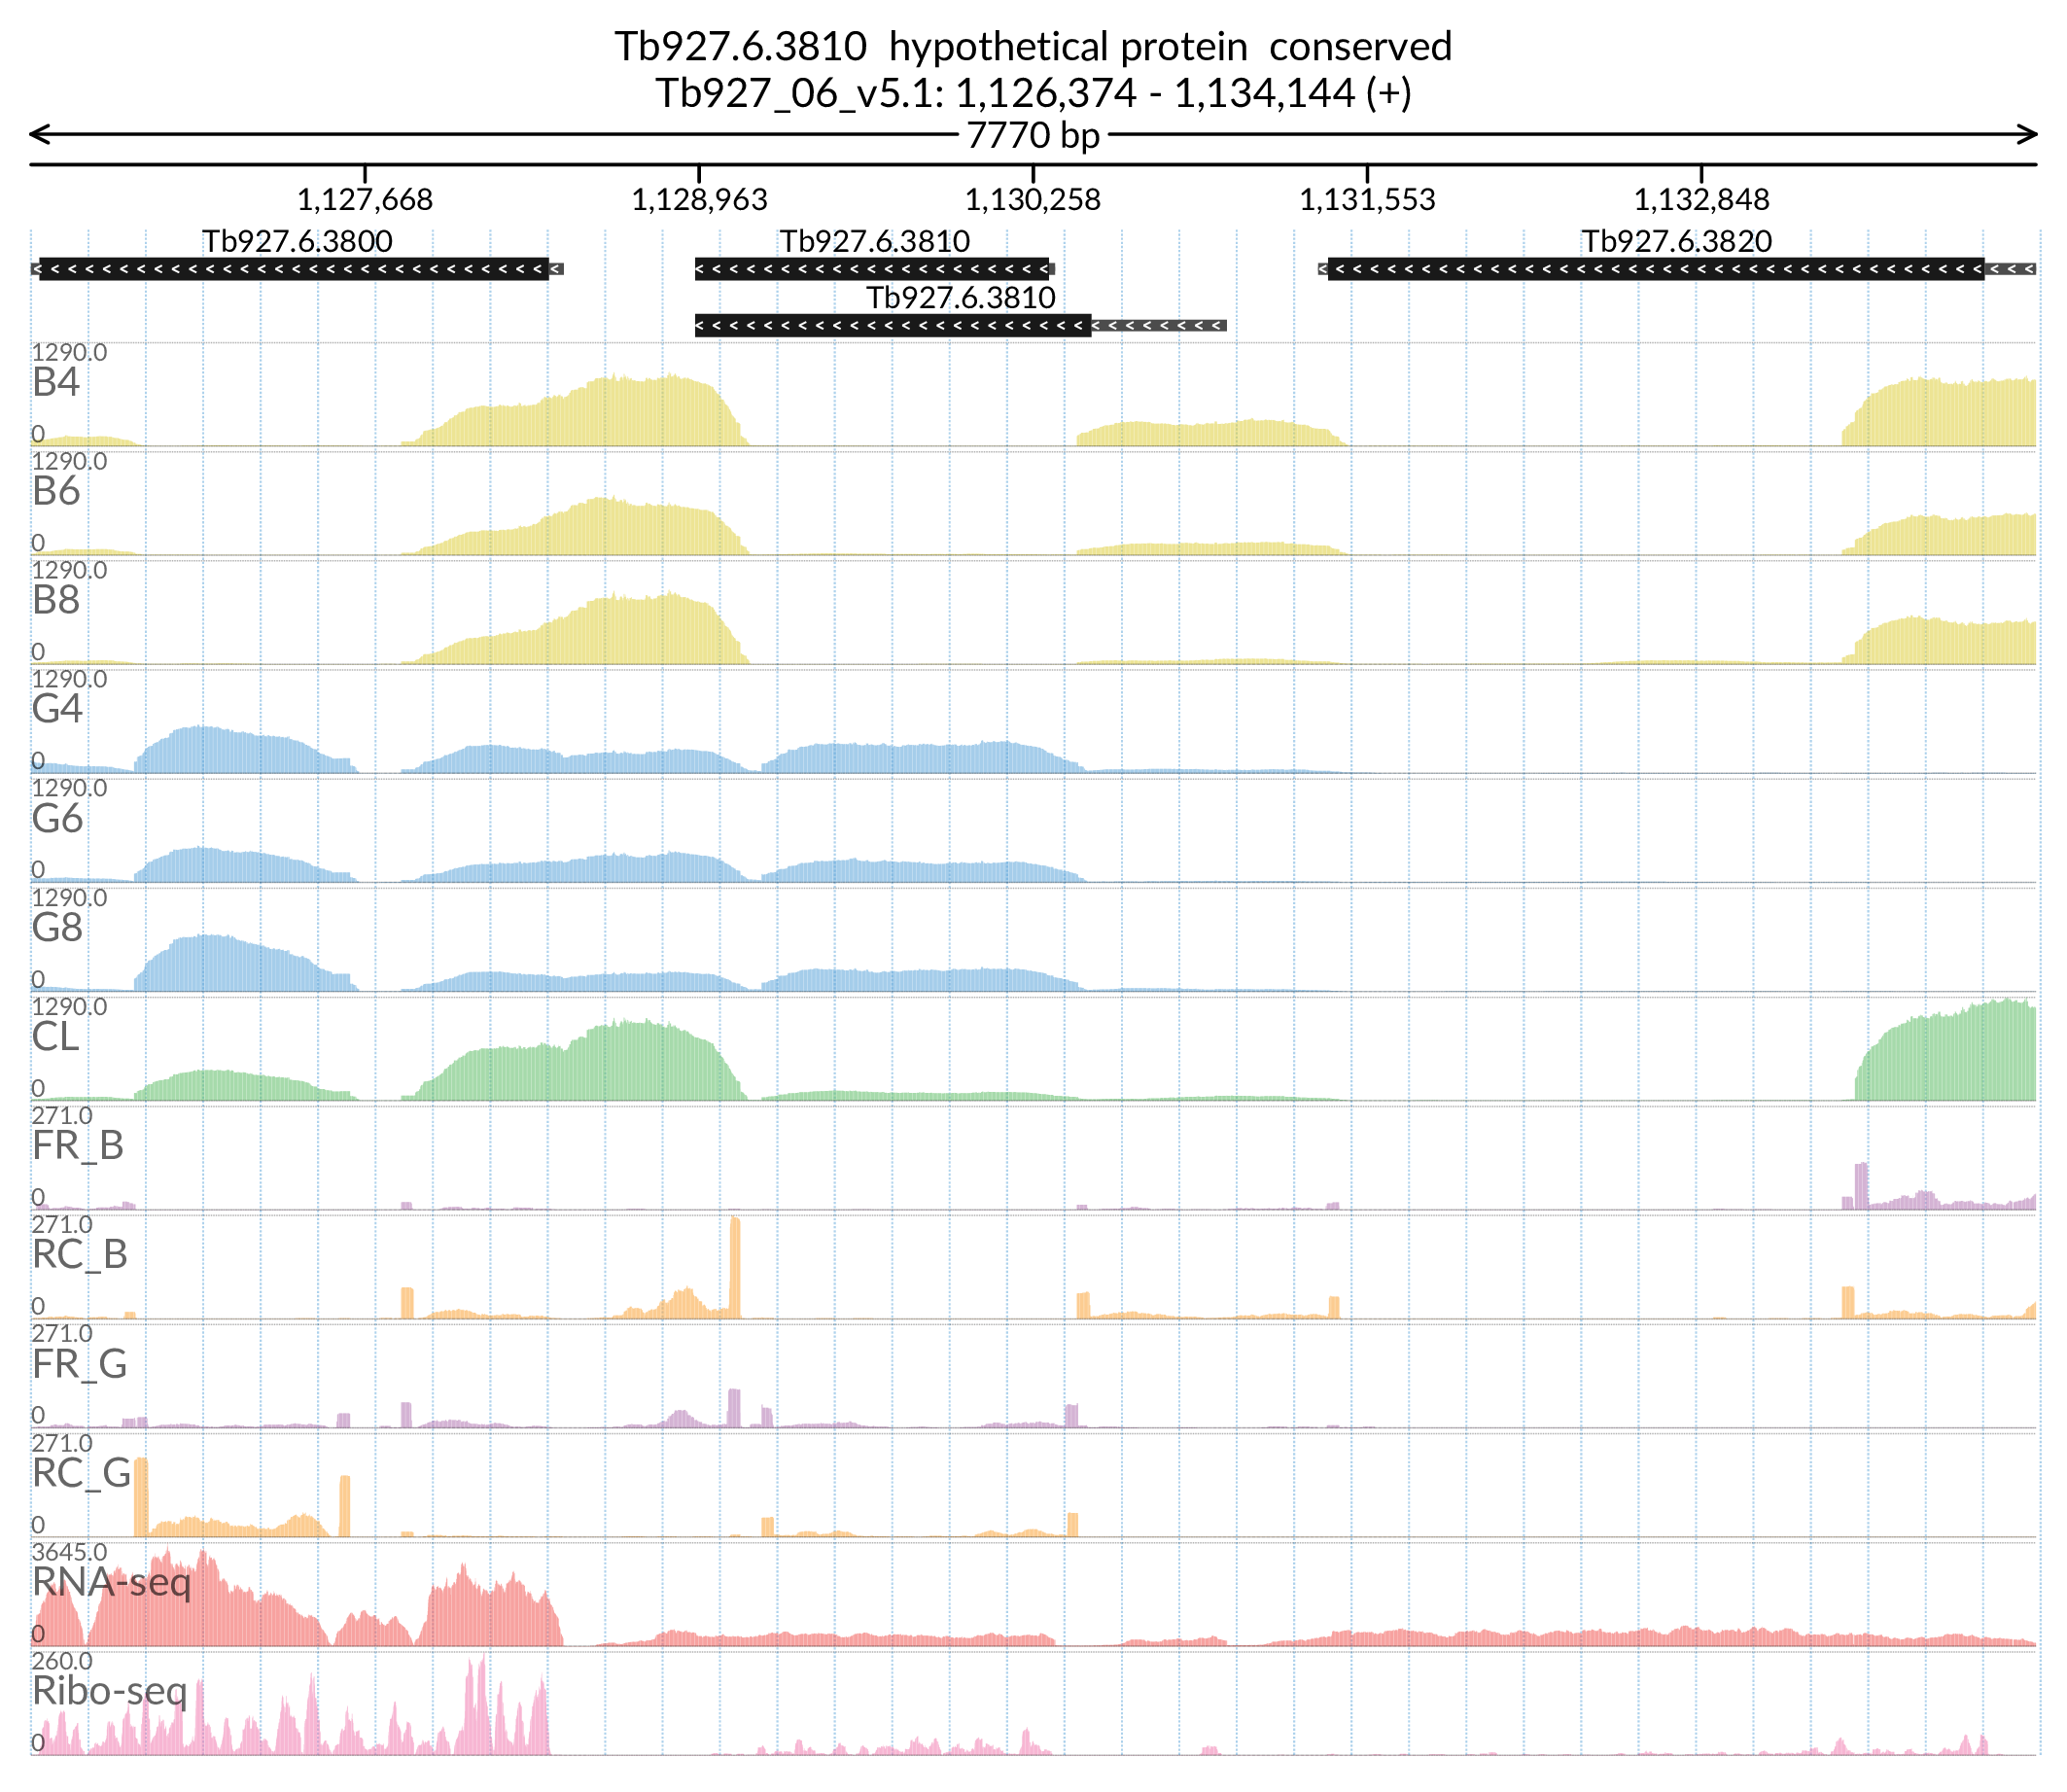 Tb927.6.3810  hypothetical protein  conserved
Tb927_06_v5.1: 1,126,374 - 1,134,144 (+)
7770 bp
1,127,668 1,128,963 1,130,258 1,131,553 1,132,848
Tb927.6.3800 Tb927.6.3810 Tb927.6.3820
Tb927.6.3810
1290.0
B4
0
1290.0
B6
0
1290.0
B8
0
1290.0
G4
0
1290.0
G6
0
1290.0
G8
0
1290.0
CL
0
271.0
FR_B
0
271.0
RC_B
0
271.0
FR_G
0
271.0
RC_G
0
3645.0
RNA-seq
0
260.0
Ribo-seq
0